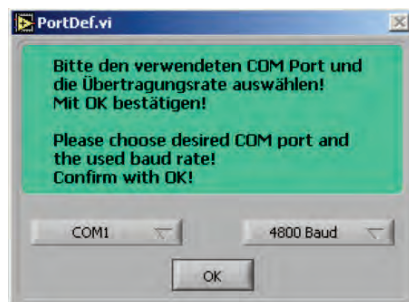 PortDef.vi
Bitte den verwendeten COM Port und
die Übertragungsrate auswählen!
Mit OK bestätigen!
Please choose desired COM port and
the used baud rate!
Confirm with OK!
COM1 4800 Baud
OK